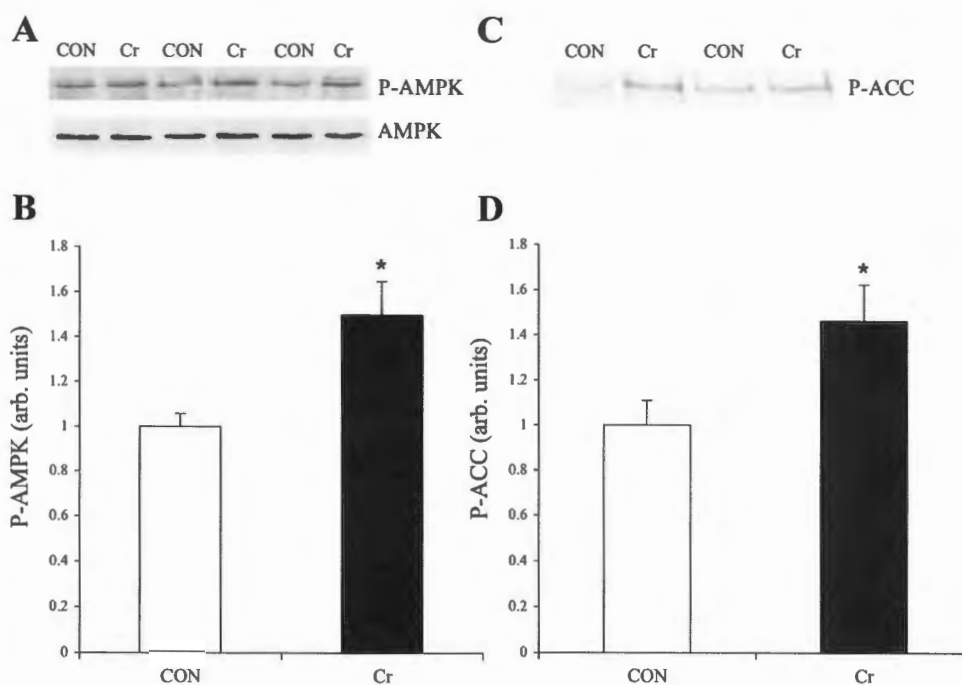 A
CON Cr CON Cr CON Cr
P-AMPK
AMPK
C
CON Cr CON Cr
P-ACC
B
P-AMPK (arb. units)
1.8
1.6
1.4
1.2
1
0.8
0.6
0.4
0.2
0
*
CON Cr
D
P-ACC (arb. units)
1.8
1.6
1.4
1.2
1
0.8
0.6
0.4
0.2
0
*
CON Cr